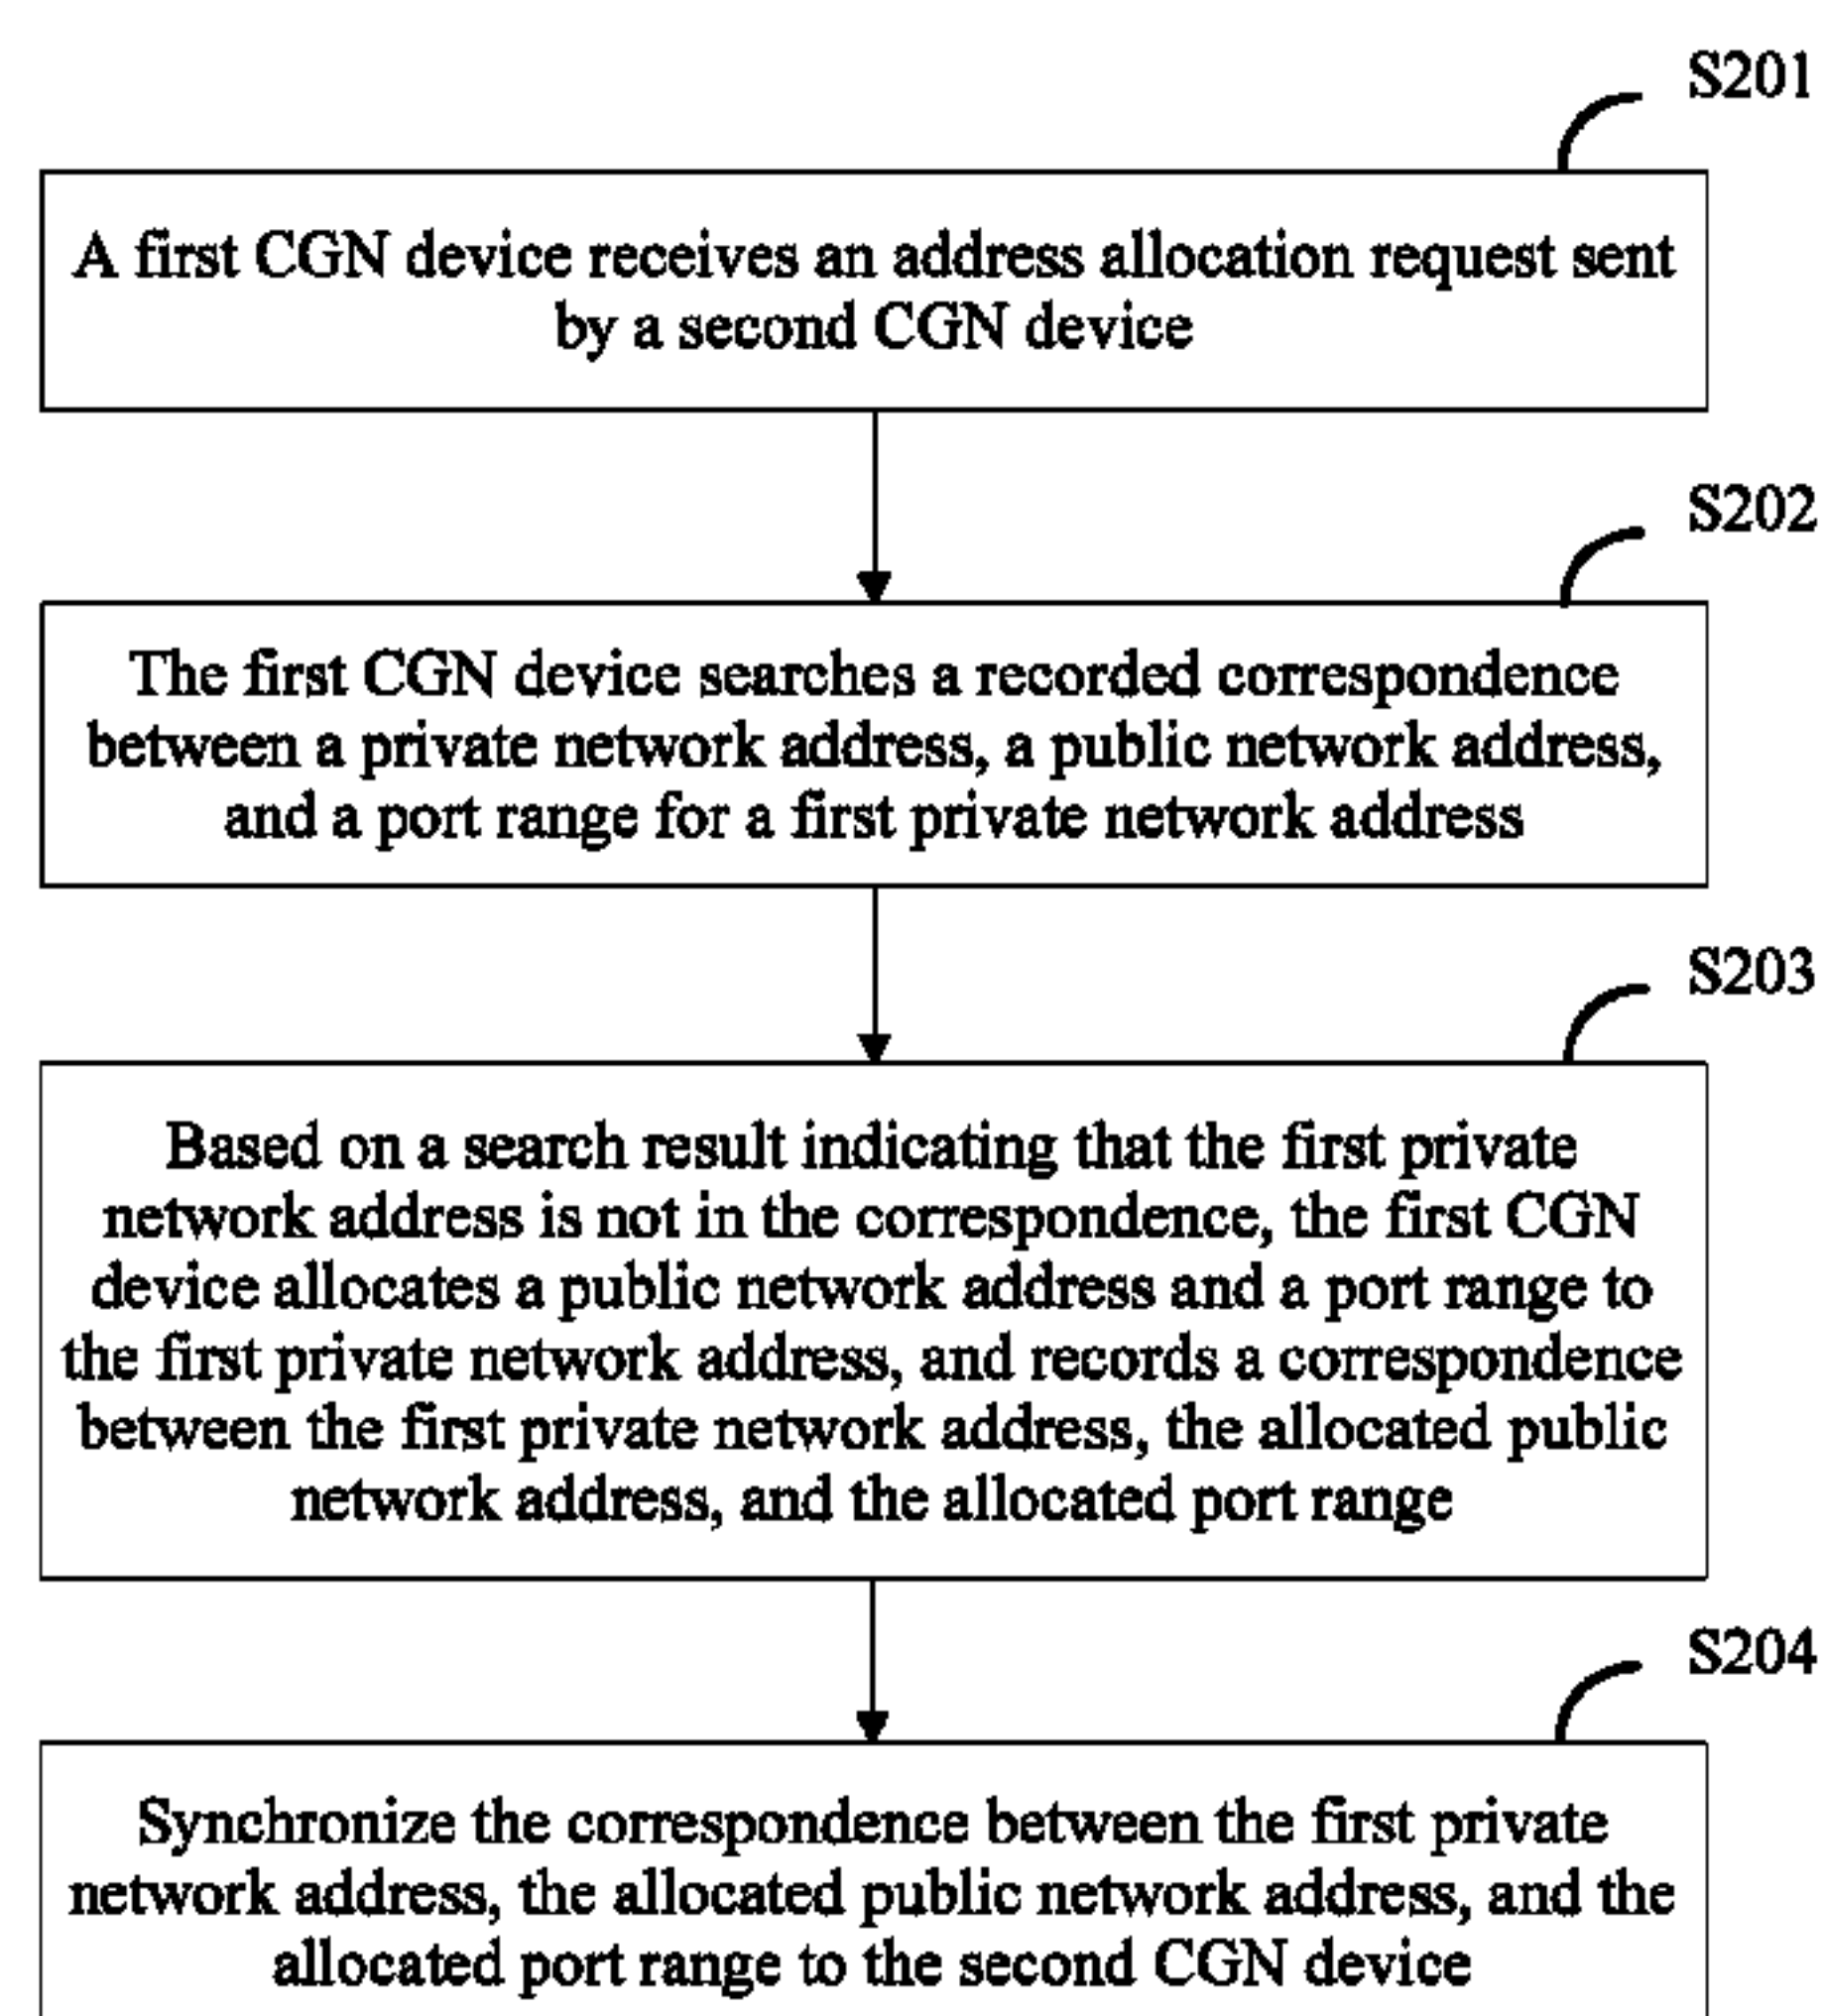 S201
A first CGN device receives an address allocation request sent
by a second CGN device
S202
The first CGN device searches a recorded correspondence
between a private network address, a public network address,
and a port range for a first private network address
S203
Based on a search result indicating that the first private
network address is not in the correspondence, the first CGN
device allocates a public network address and a port range to
the first private network address, and records a correspondence
between the first private network address, the allocated public
network address, and the allocated port range
S204
Synchronize the correspondence between the first private
network address, the allocated public network address, and the
allocated port range to the second CGN device